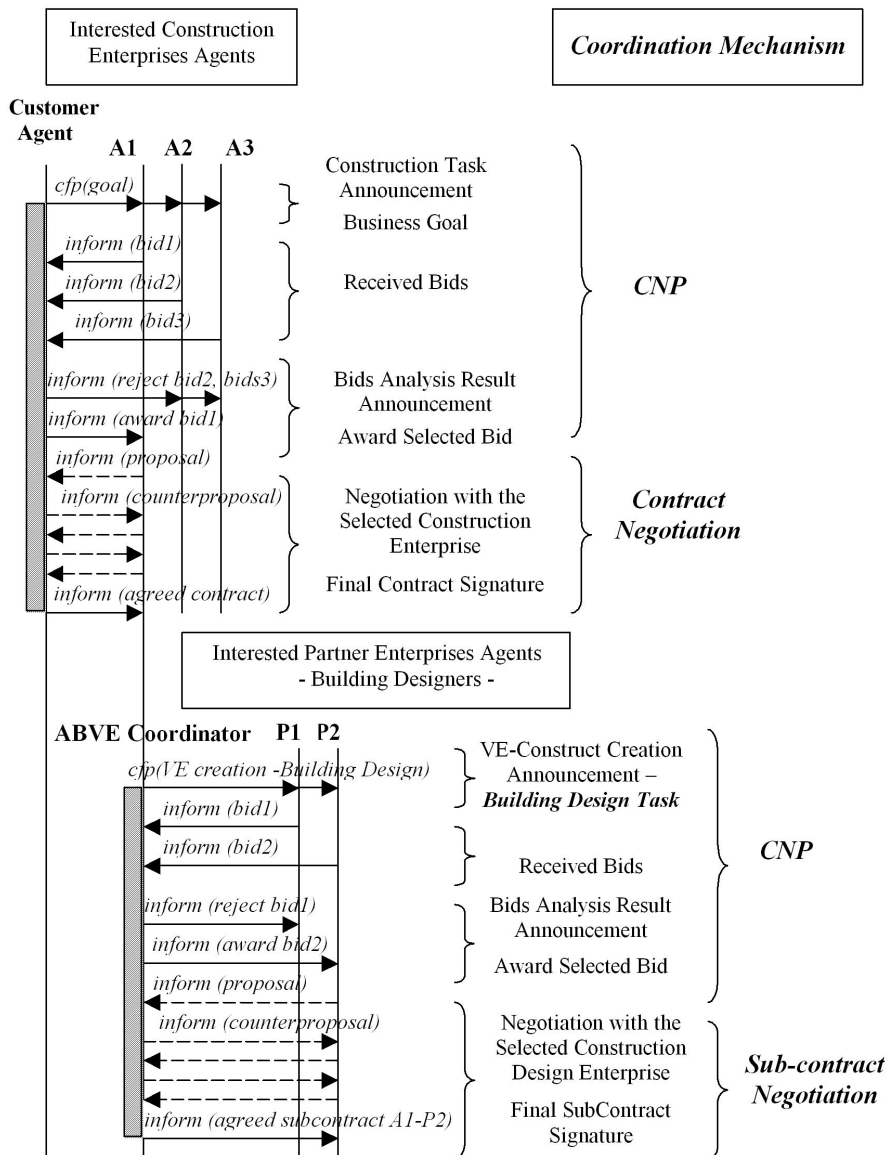 Interested Construction
Enterprises Agents
Coordination Mechanism
Customer
Agent
A1 A2 A3
cfp(goal)
Construction Task
Announcement
Business Goal
inform (bid1)
inform (bid2)
inform (bid3)
Received Bids
CNP
inform (reject bid2, bids3)
inform (award bid1)
Bids Analysis Result
Announcement
Award Selected Bid
inform (proposal)
inform (counterproposal)
Negotiation with the
Selected Construction
Enterprise
Final Contract Signature
inform (agreed contract)
Contract
Negotiation
Interested Partner Enterprises Agents
- Building Designers -
ABVE Coordinator P1 P2
cfp(VE creation -Building Design)
VE-Construct Creation
Announcement –
Building Design Task
inform (bid1)
inform (bid2)
Received Bids
CNP
inform (reject bid1)
inform (award bid2)
Bids Analysis Result
Announcement
Award Selected Bid
inform (proposal)
inform (counterproposal)
Negotiation with the
Selected Construction
Design Enterprise
Final SubContract
Signature
inform (agreed subcontract A1-P2)
Sub-contract
Negotiation